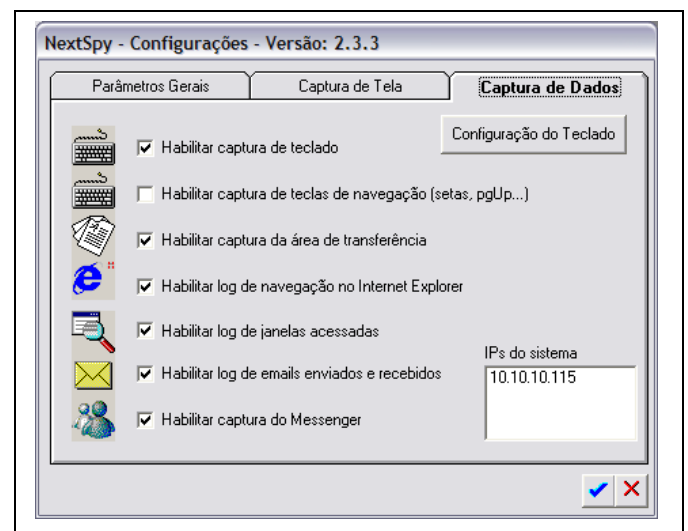 NextSpy - Configurações - Versão: 2.3.3
Parâmetros Gerais
Captura de Tela
Captura de Dados
Configuração do Teclado
Habilitar captura de teclado
Habilitar captura de teclas de navegação (setas, pgUp...)
Habilitar captura da área de transferência
Habilitar log de navegação no Internet Explorer
Habilitar log de janelas acessadas
IPs do sistema
10.10.10.115
Habilitar log de emails enviados e recebidos
Habilitar captura do Messenger